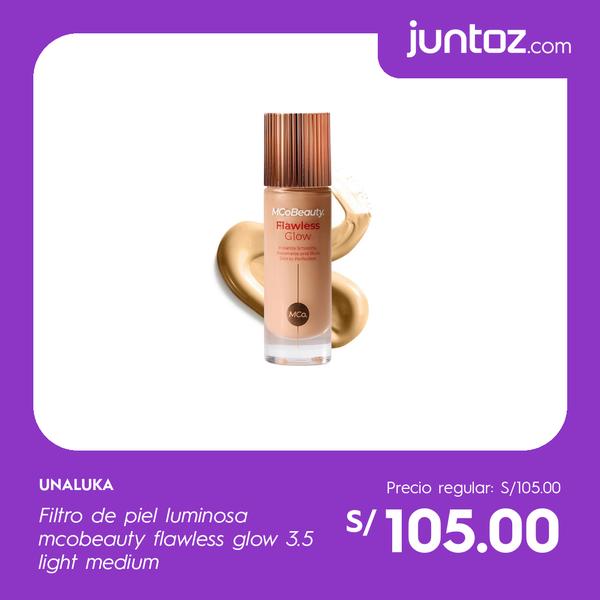 juntoz.com
MCoBeauty.
Flawless
Glow
MCo.
UNALUKA
Filtro de piel luminosa
mcobeauty flawless glow 3.5
light medium
Precio regular: S/105.00
S/ 105.00